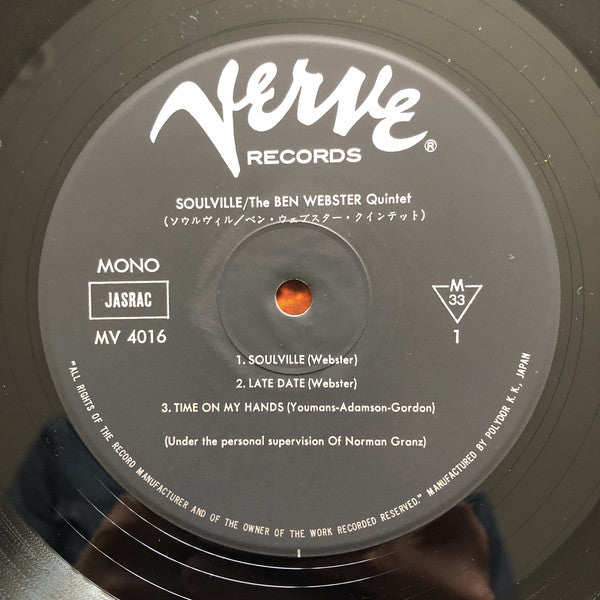 Verve®
RECORDS
SOULVILLE/The BEN WEBSTER Quintet
(ソウルヴィル/ベン・ウェブスター・クインテット)
MONO
JASRAC
MV 4016
M
33
1
1. SOULVILLE (Webster)
2. LATE DATE (Webster)
3. TIME ON MY HANDS (Youmans-Adamson-Gordon)
(Under the personal supervision Of Norman Granz)
"ALL RIGHTS OF THE RECORD MANUFACTURER AND OF THE OWNER OF THE WORK RECORDED RESERVED." MANUFACTURED BY POLYDOR K. K., JAPAN